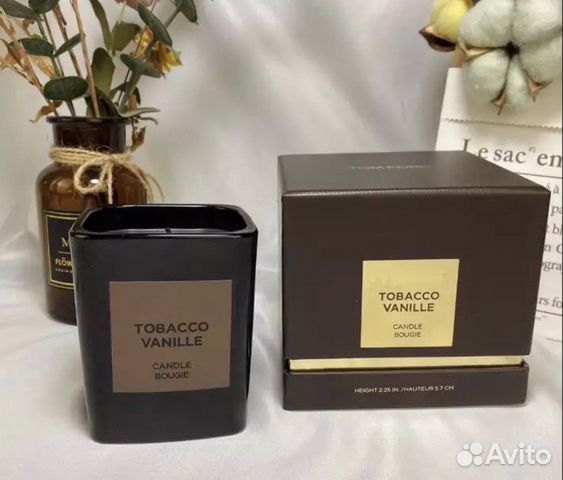 TOM FORD
Le sac en
TOBACCO
VANILLE
CANDLE
BOUGIE
TOBACCO
VANILLE
CANDLE
BOUGIE
HEIGHT 2.25 IN./HAUTEUR 5.7 CM
Avito